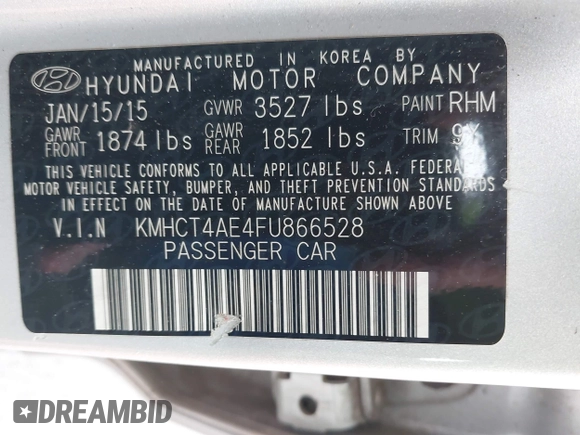 MANUFACTURED IN KOREA BY
HYUNDAI MOTOR COMPANY
JAN/15/15 GVWR 3527 lbs PAINT RHM
GAWR FRONT 1874 lbs GAWR REAR 1852 lbs TRIM 9Y
THIS VEHICLE CONFORMS TO ALL APPLICABLE U.S.A. FEDERAL
MOTOR VEHICLE SAFETY, BUMPER, AND THEFT PREVENTION STANDARDS
IN EFFECT ON THE DATE OF MANUFACTURE SHOWN ABOVE.
V.I.N KMHCT4AE4FU866528
PASSENGER CAR
DREAMBID